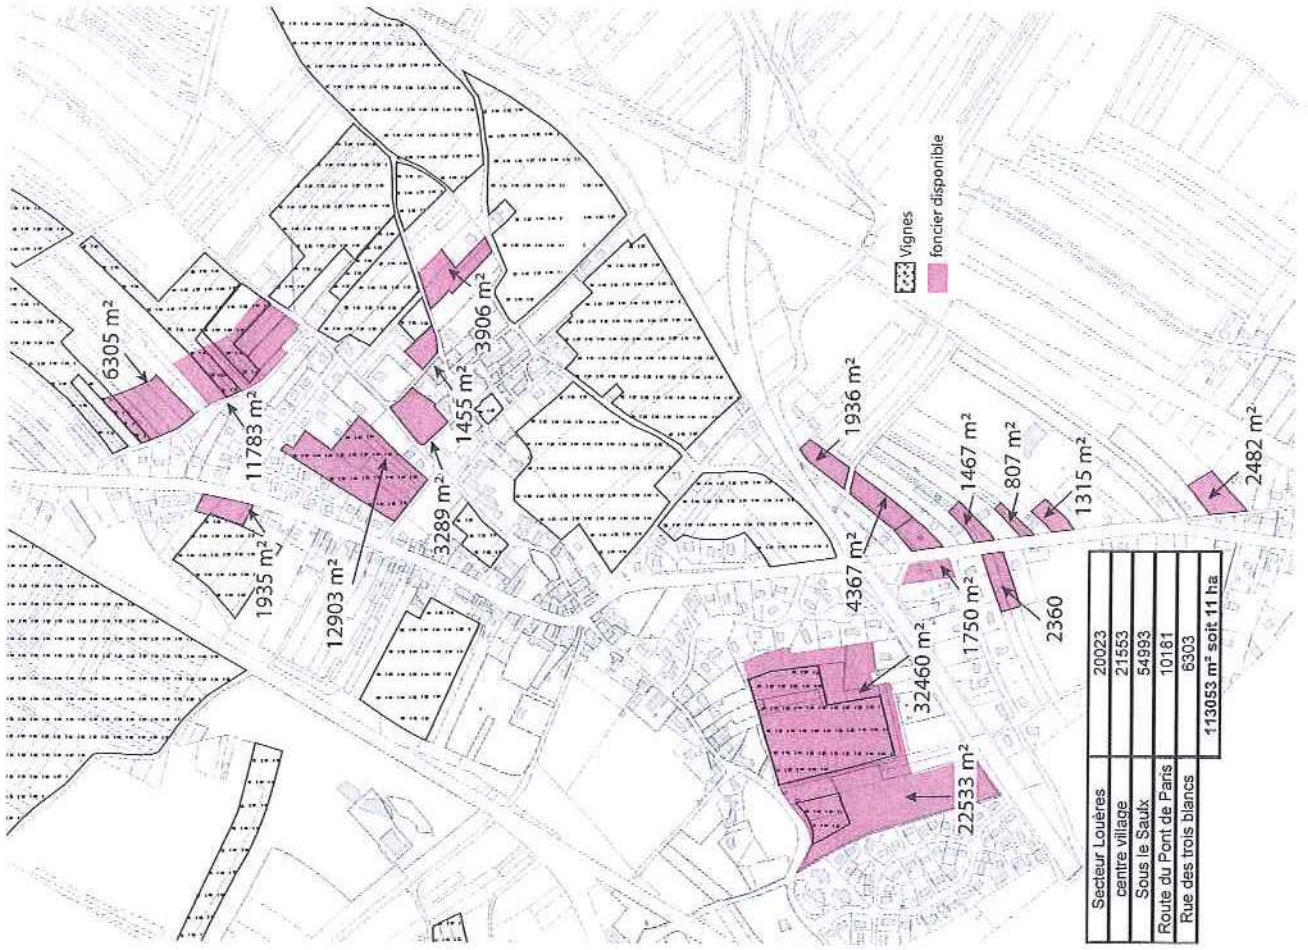 6305 m²
11783 m²
1935 m²
12903 m²
3289 m²
1455 m²
3906 m²
Vignes
foncier disponible
1936 m²
4367 m²
1467 m²
807 m²
1315 m²
2482 m²
1750 m²
2360
32460 m²
22533 m²
Secteur Louères 20023
centre village 21553
Sous le Saulx 54993
Route du Pont de Paris 10181
Rue des trois blancs 6303
113053 m² soit 11 ha